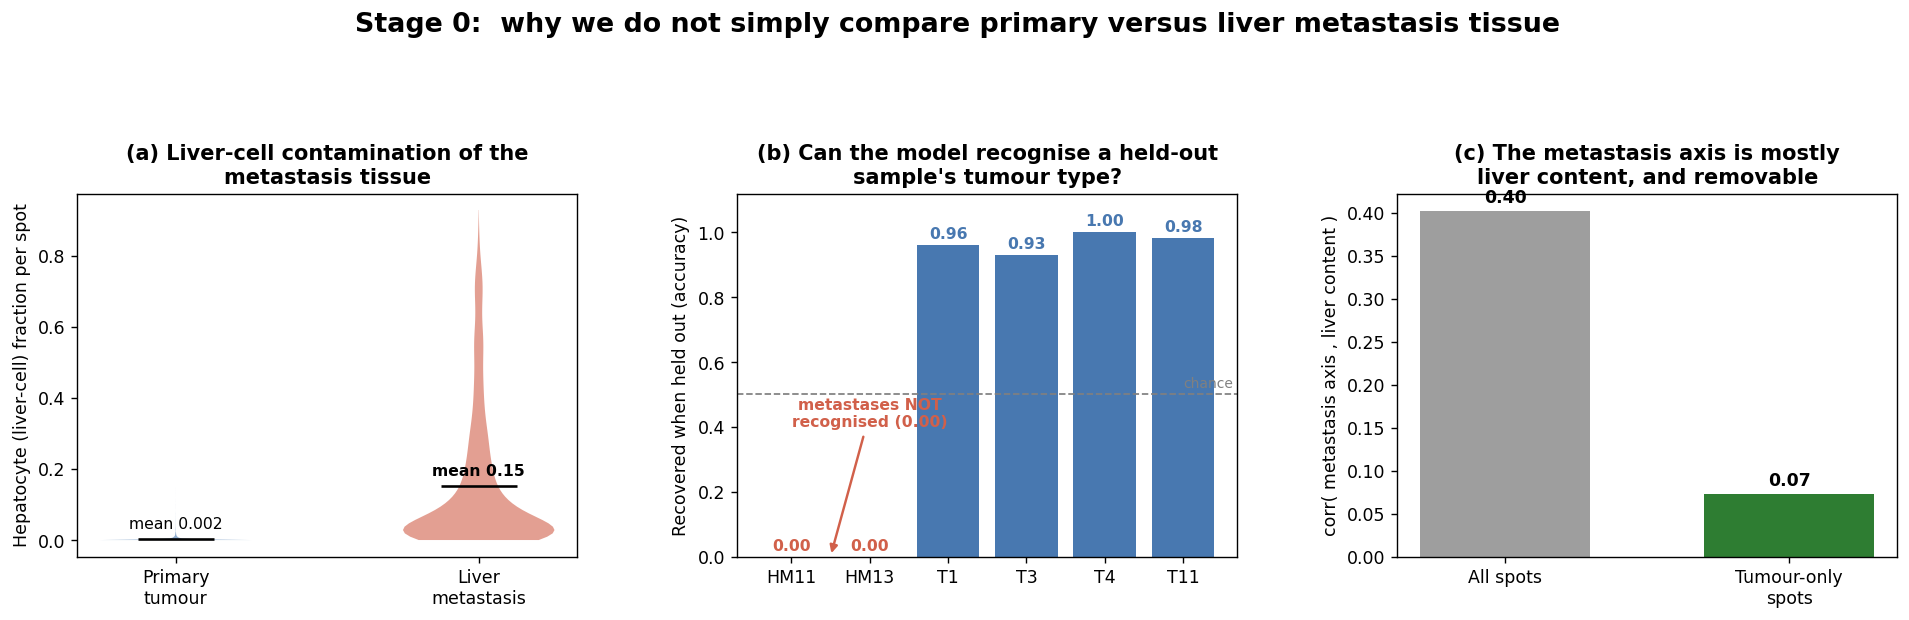 Stage 0:  why we do not simply compare primary versus liver metastasis tissue
(a) Liver-cell contamination of the
metastasis tissue
Hepatocyte (liver-cell) fraction per spot
0.8
0.6
0.4
0.2
0.0
mean 0.002
mean 0.15
Primary
tumour
Liver
metastasis
(b) Can the model recognise a held-out
sample's tumour type?
Recovered when held out (accuracy)
1.0
0.8
0.6
0.4
0.2
0.0
0.00
0.00
0.96
0.93
1.00
0.98
chance
metastases NOT
recognised (0.00)
HM11
HM13
T1
T3
T4
T11
(c) The metastasis axis is mostly
liver content, and removable
corr( metastasis axis , liver content )
0.40
0.35
0.30
0.25
0.20
0.15
0.10
0.05
0.00
0.40
0.07
All spots
Tumour-only
spots